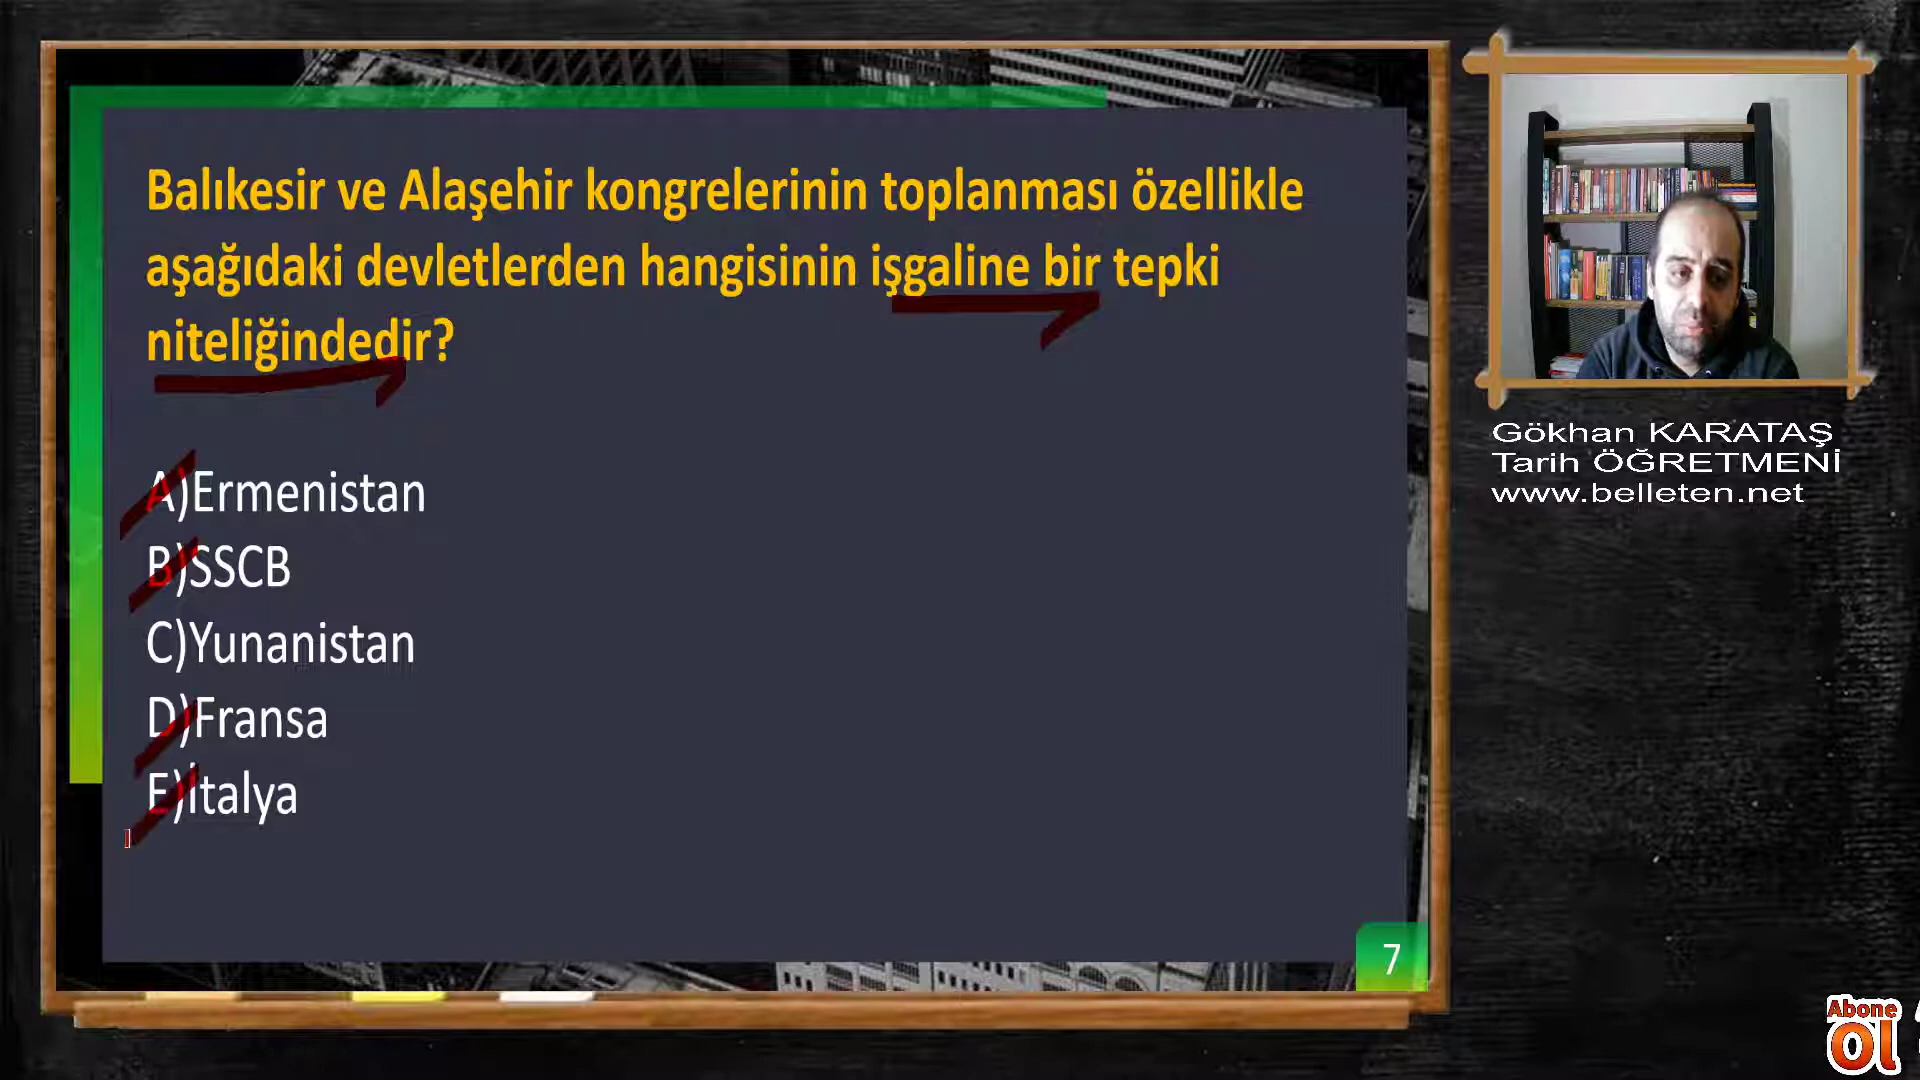 Balıkesir ve Alaşehir kongrelerinin toplanması özellikle
aşağıdaki devletlerden hangisinin işgaline bir tepki
niteliğindedir?
A)Ermenistan
B)SSCB
C)Yunanistan
D)Fransa
E)İtalya
7
Gökhan KARATAŞ
Tarih ÖĞRETMENİ
www.belleten.net
Abone
Ol